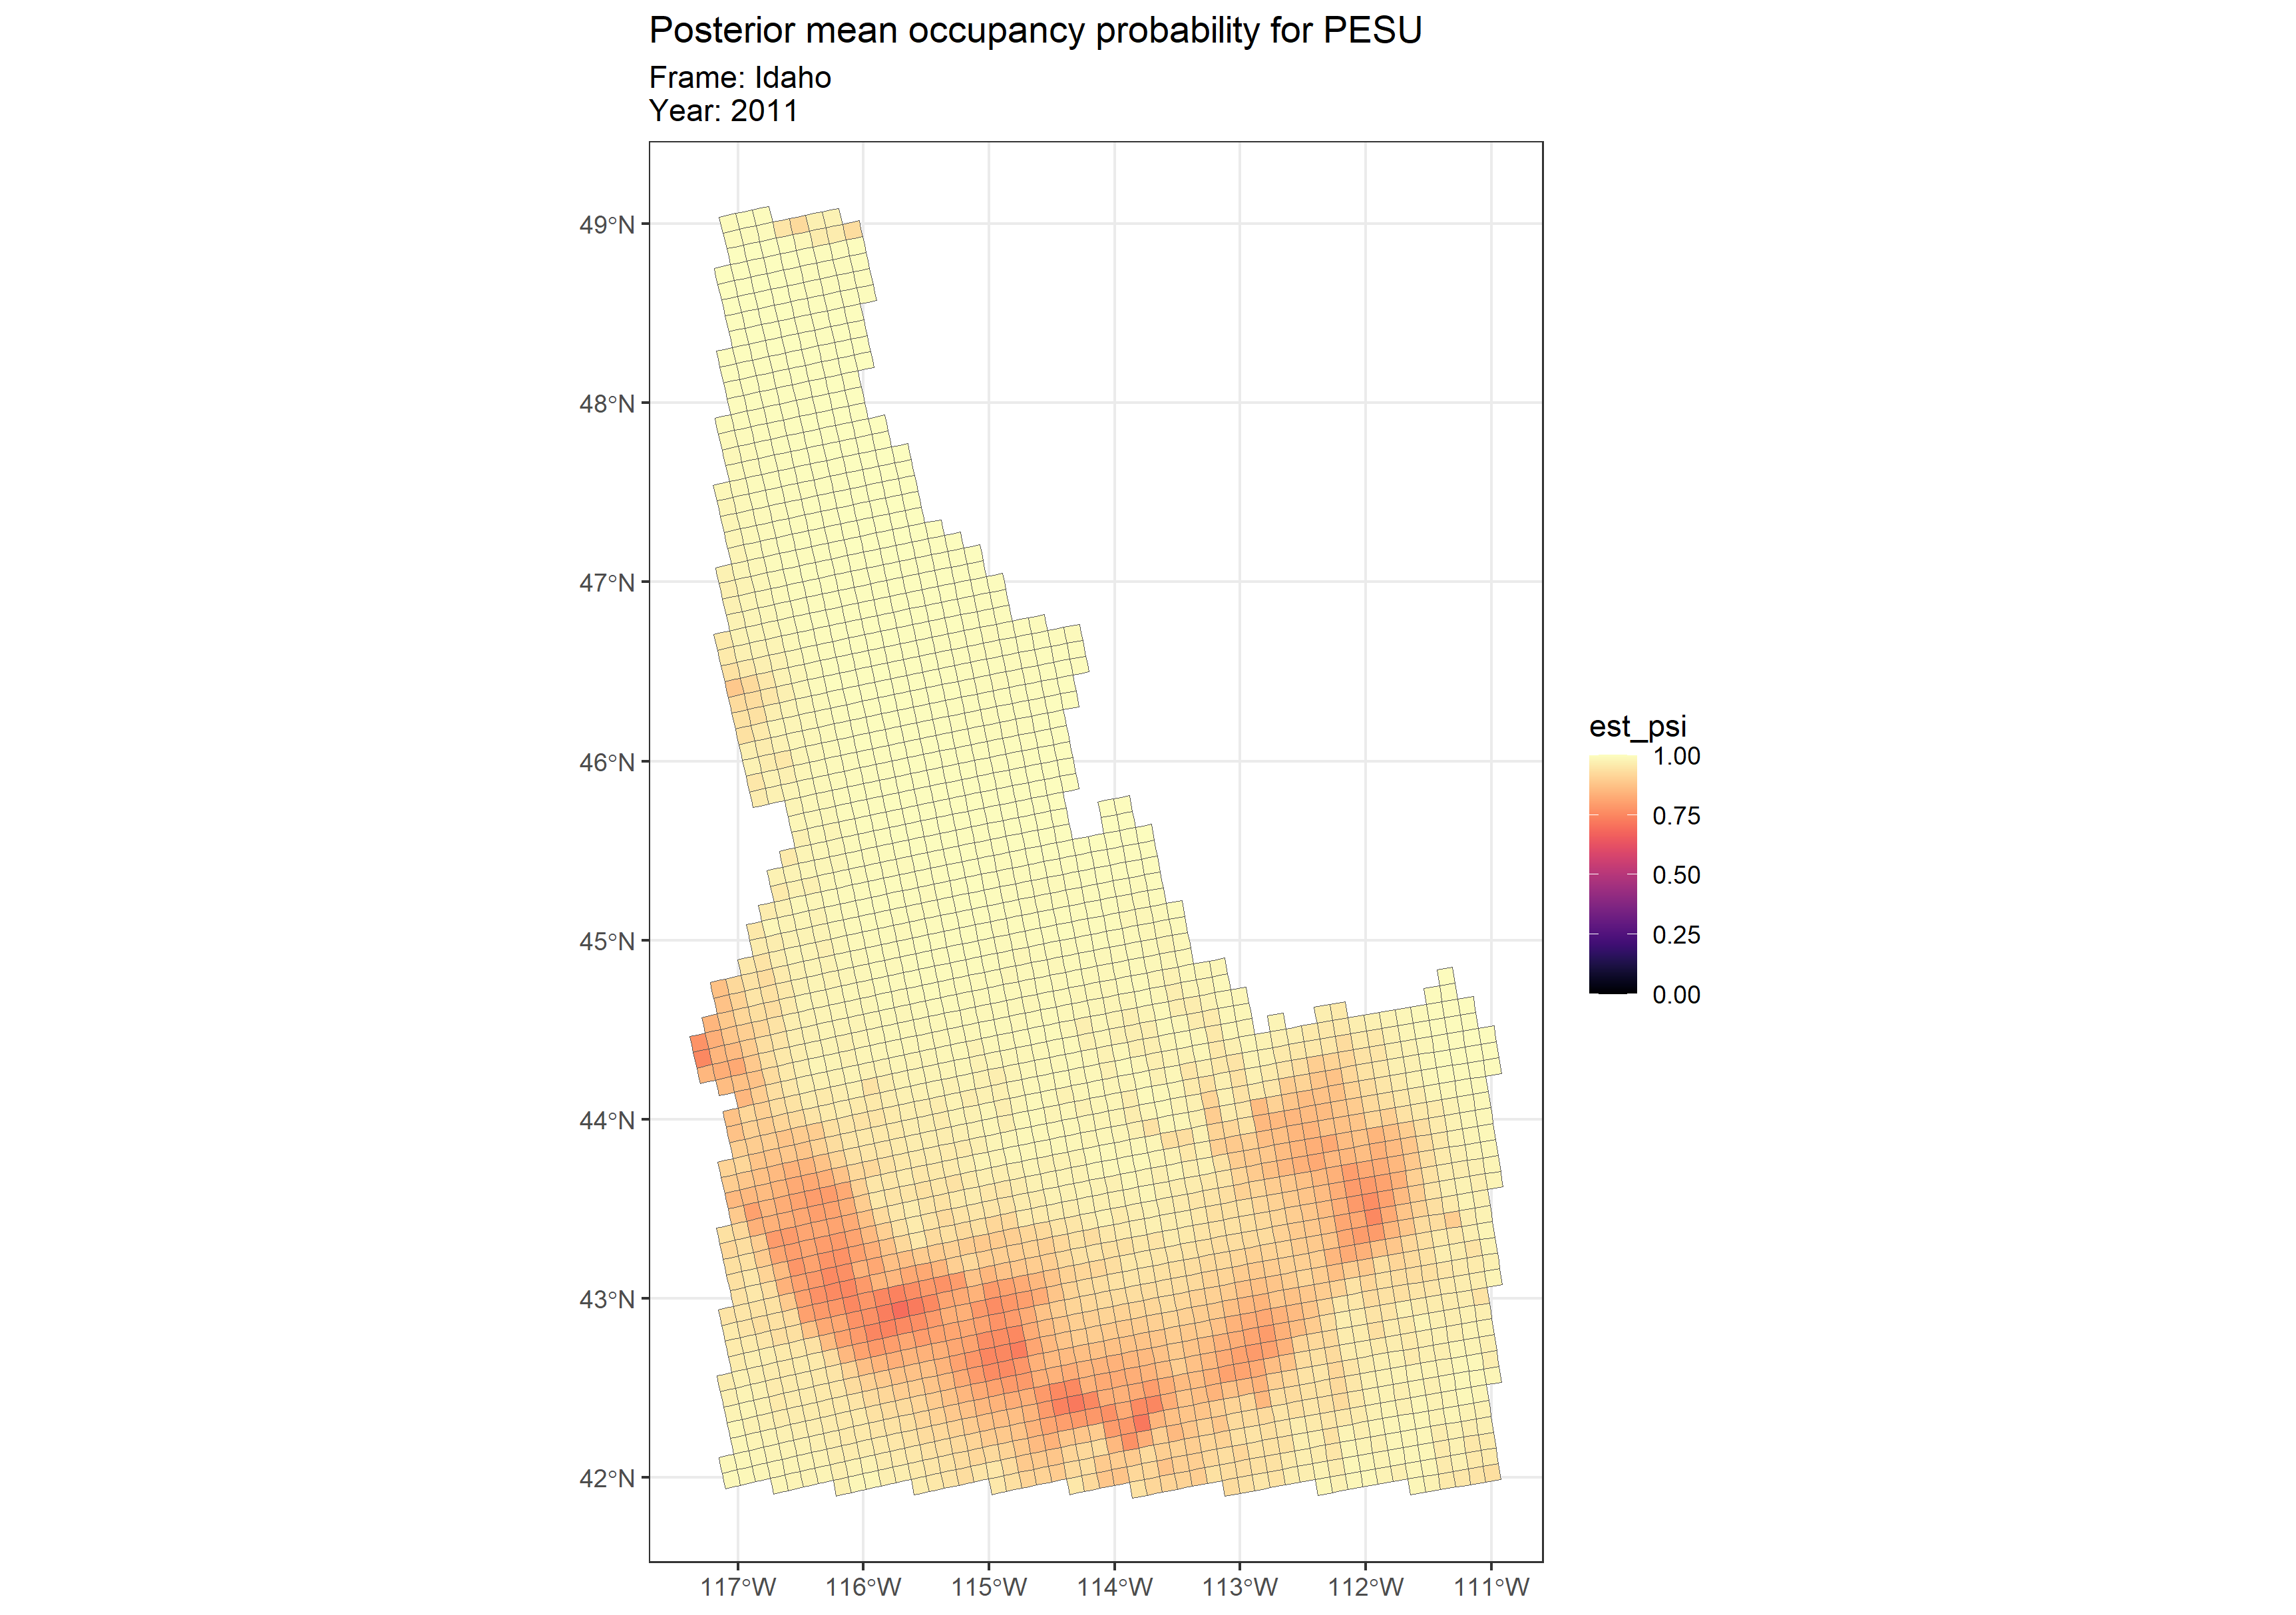 Posterior mean occupancy probability for PESU
Frame: Idaho
Year: 2011
49°N
48°N
47°N
46°N
45°N
44°N
43°N
42°N
117°W
116°W
115°W
114°W
113°W
112°W
111°W
est_psi
1.00
0.75
0.50
0.25
0.00